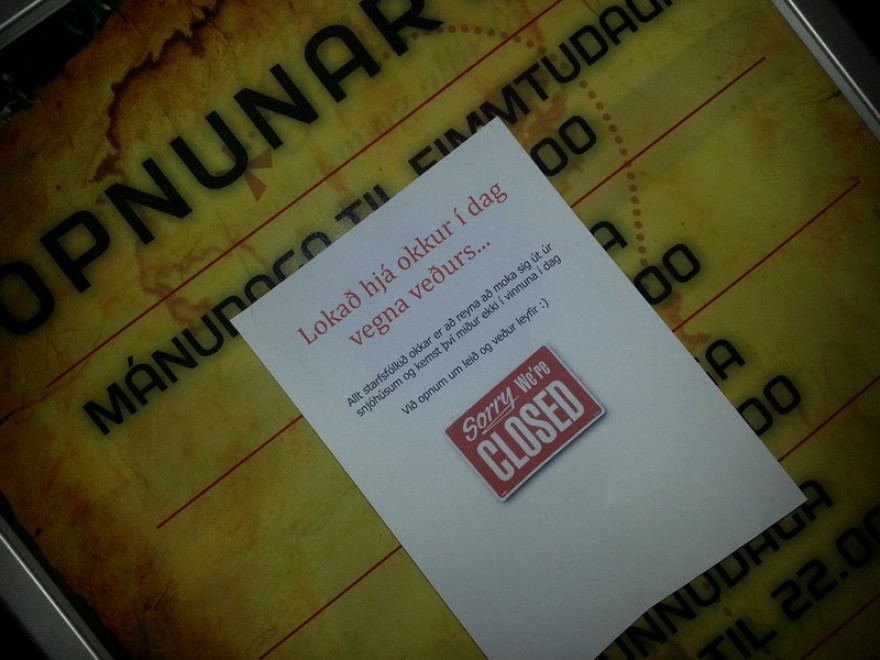 OPNUNAR
MÁNUDAGA TIL FIMMTUDAGA
00
Lokað hjá okkur í dag
vegna veðurs...
Allt starfsfólkið okkar er að reyna að moka sig út úr
snjóhúsum og kemst því miður ekki í vinnuna í dag
Við opnum um leið og veður leyfir :)
Sorry We're
CLOSED
00
00
TIL 22.00